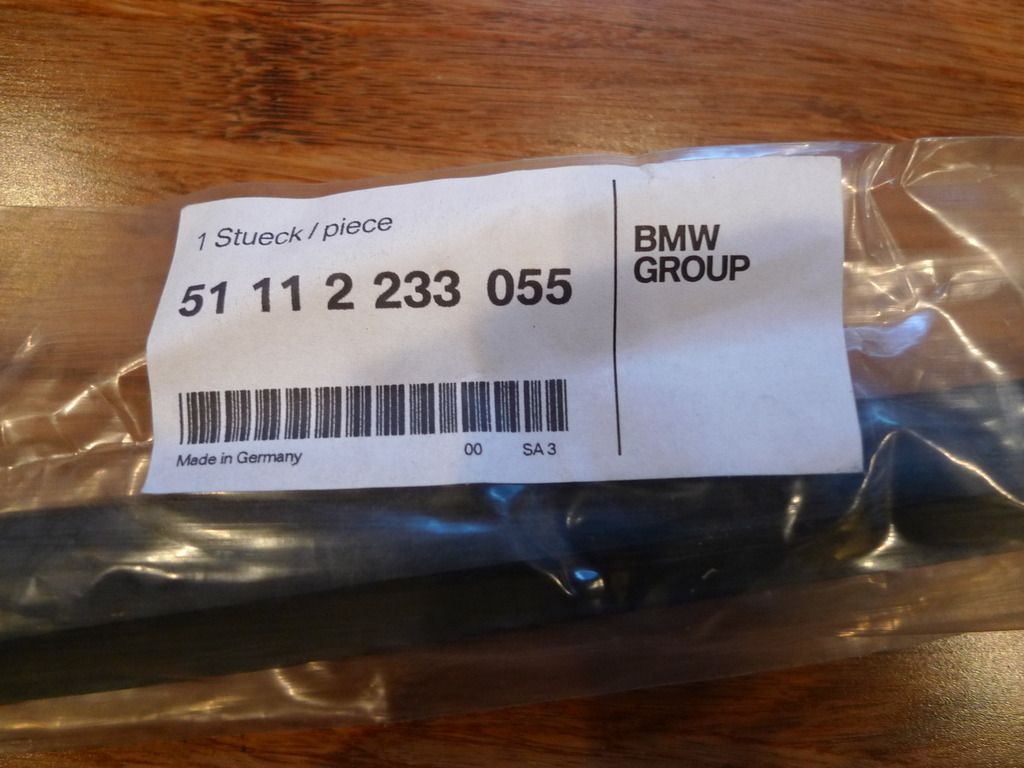 1 Stueck / piece
51 11 2 233 055
Made in Germany
00 SA 3
BMW
GROUP